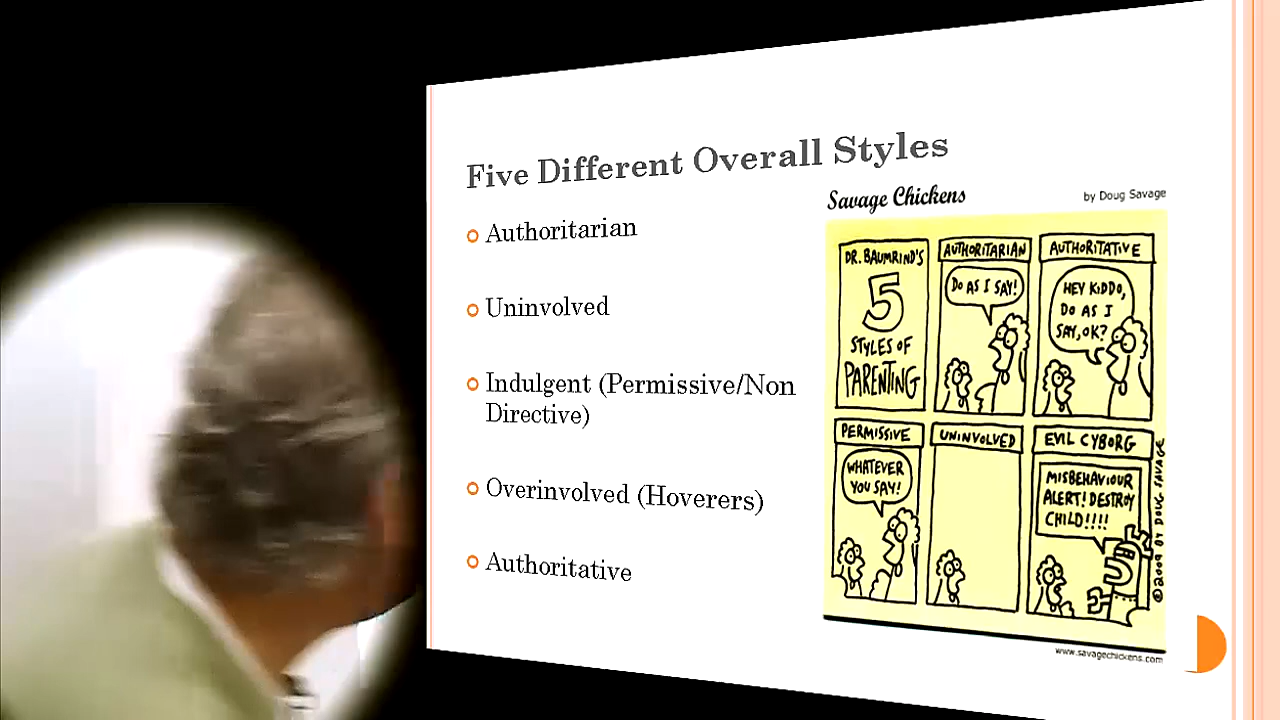 Five Different Overall Styles
Authoritarian
Uninvolved
Indulgent (Permissive/Non
Directive)
Overinvolved (Hoverers)
Authoritative
Savage Chickens
by Doug Savage
DR. BAUMRIND'S
5
STYLES OF
PARENTING
AUTHORITARIAN
DO AS I SAY!
AUTHORITATIVE
HEY KIDDO,
DO AS I
SAY, OK?
PERMISSIVE
WHATEVER
YOU SAY!
UNINVOLVED
EVIL CYBORG
MISBEHAVIOUR
ALERT! DESTROY
CHILD!!!!
©2009 BY DOUG SAVAGE
www.savagechickens.com